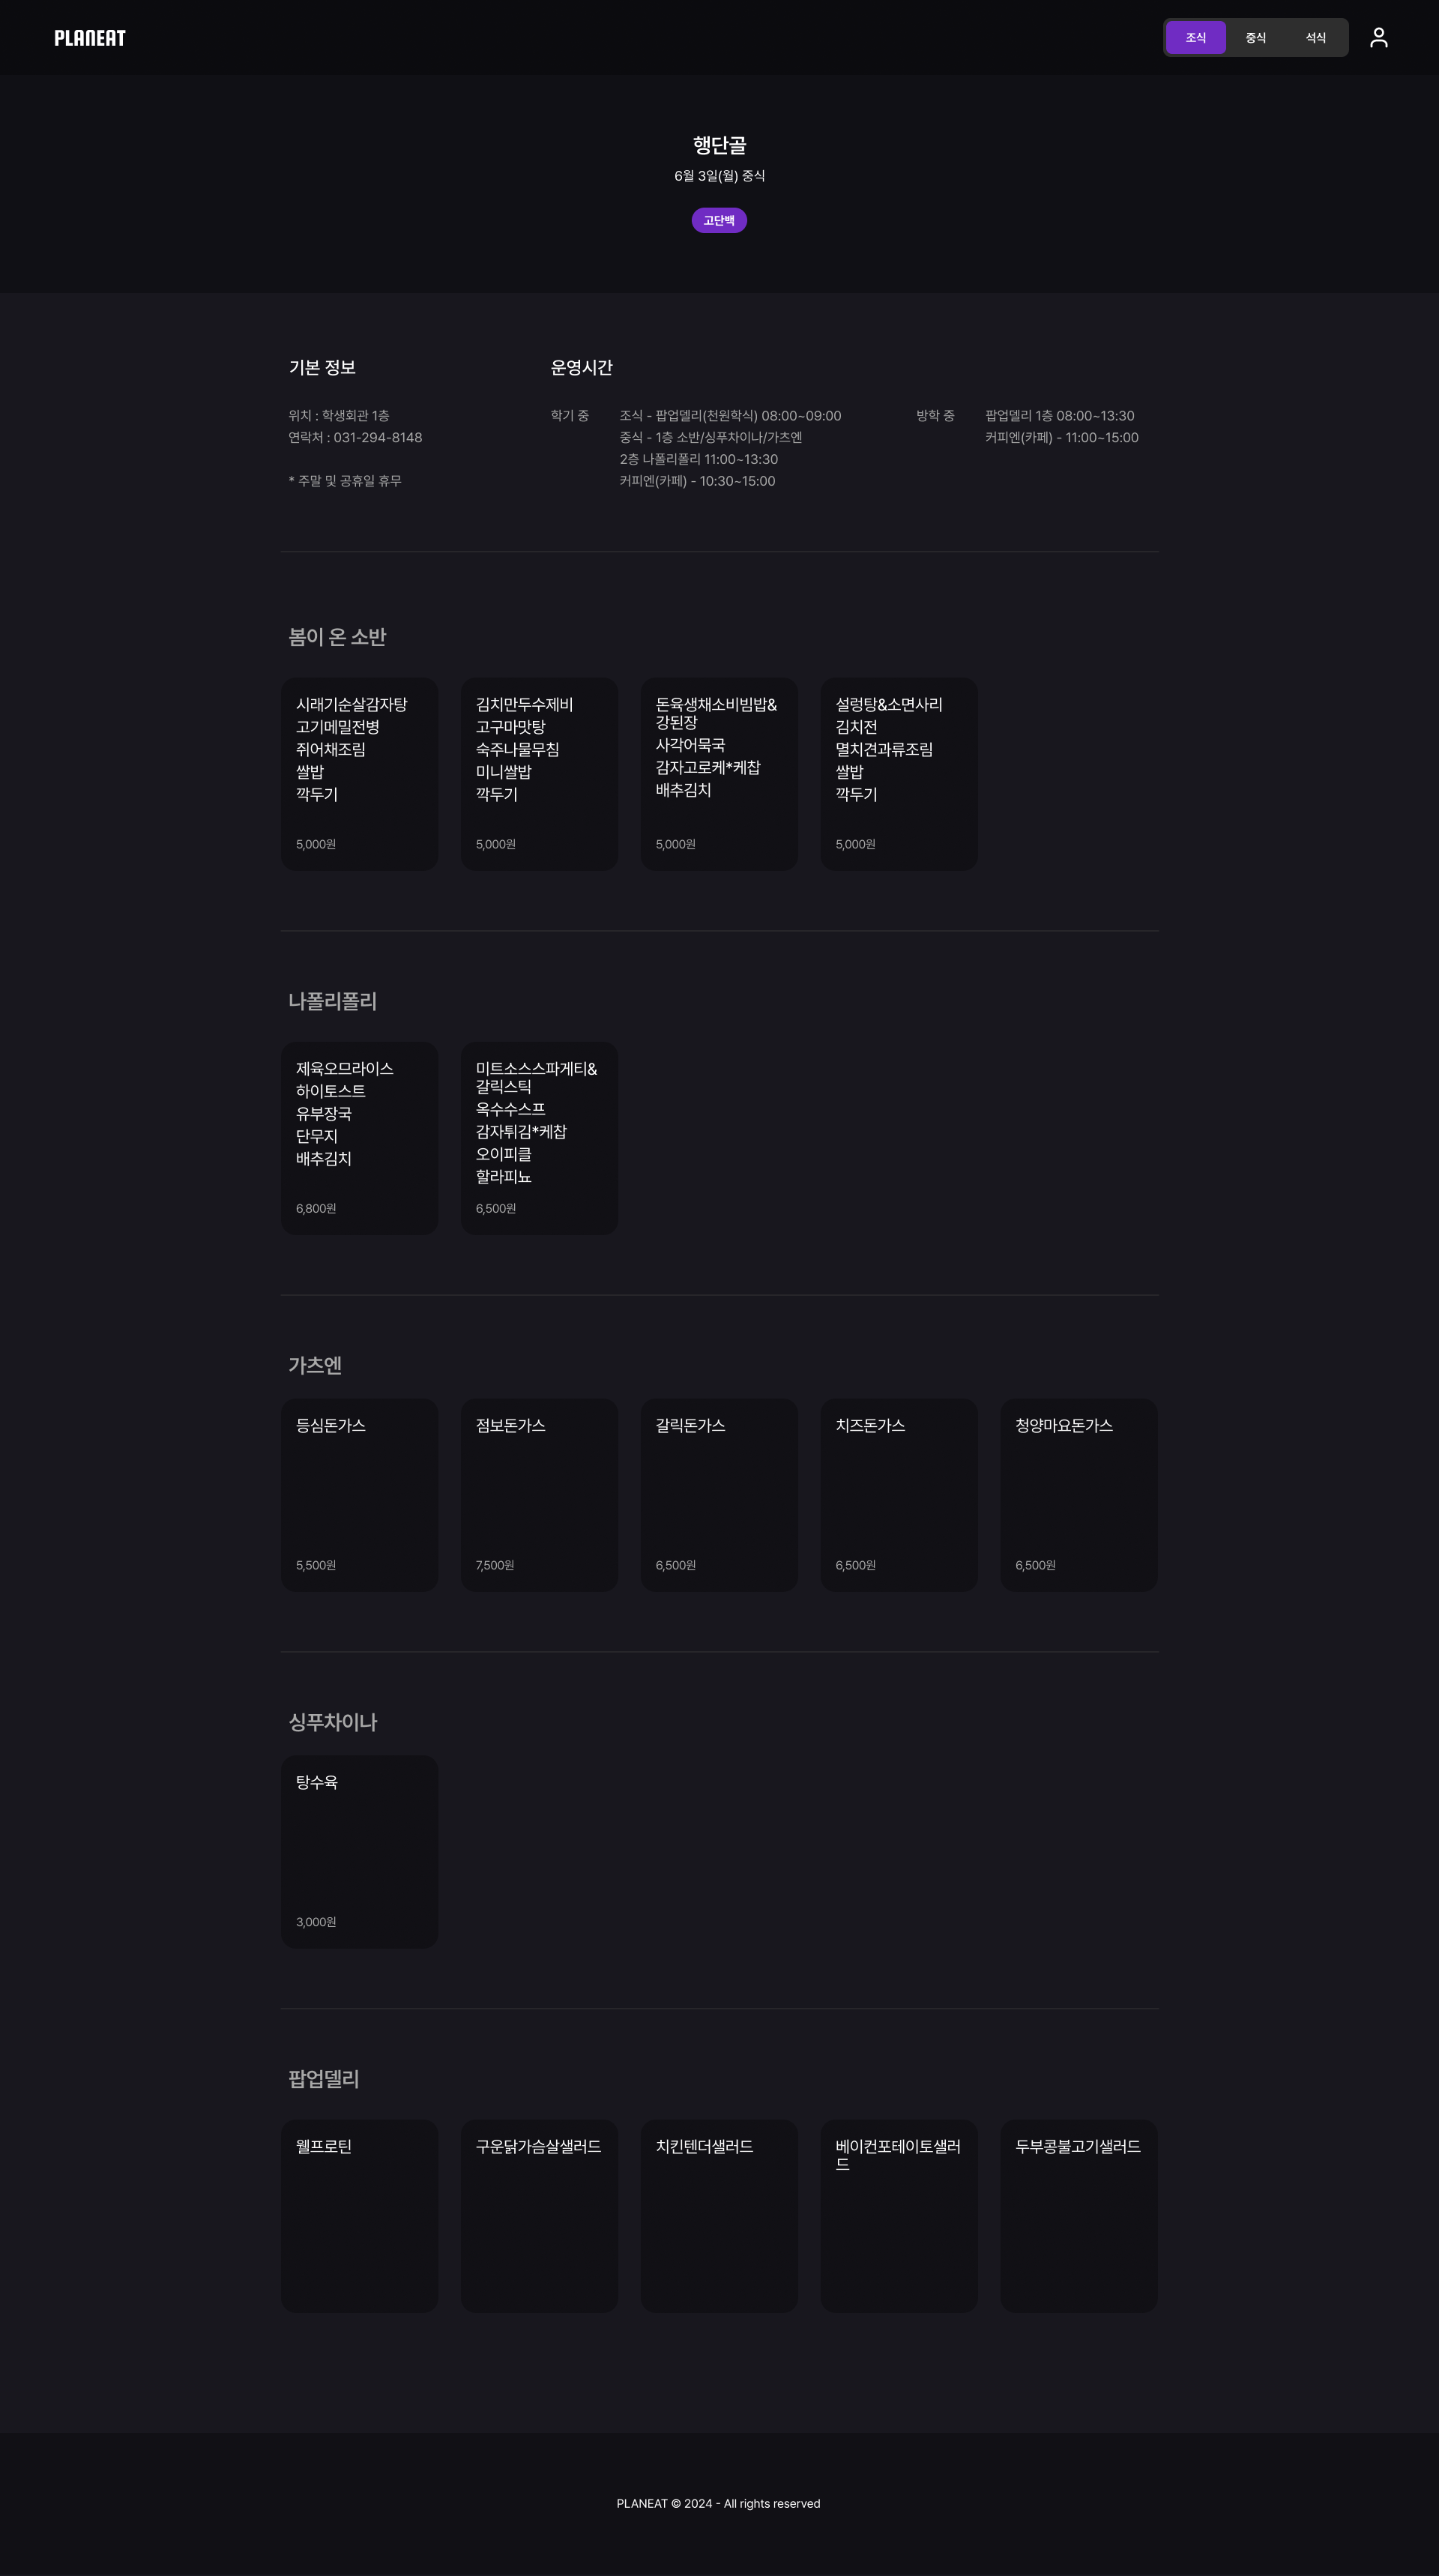 PLANEAT
조식 중식 석식
행단골
6월 3일(월) 중식
고단백
기본 정보
위치 : 학생회관 1층
연락처 : 031-294-8148
* 주말 및 공휴일 휴무
운영시간
학기 중
조식 - 팝업델리(천원학식) 08:00~09:00
중식 - 1층 소반/싱푸차이나/가츠엔
2층 나폴리폴리 11:00~13:30
커피엔(카페) - 10:30~15:00
방학 중
팝업델리 1층 08:00~13:30
커피엔(카페) - 11:00~15:00
봄이 온 소반
시래기순살감자탕
고기메밀전병
쥐어채조림
쌀밥
깍두기
5,000원
김치만두수제비
고구마맛탕
숙주나물무침
미니쌀밥
깍두기
5,000원
돈육생채소비빔밥&
강된장
사각어묵국
감자고로케*케찹
배추김치
5,000원
설렁탕&소면사리
김치전
멸치견과류조림
쌀밥
깍두기
5,000원
나폴리폴리
제육오므라이스
하이토스트
유부장국
단무지
배추김치
6,800원
미트소스스파게티&
갈릭스틱
옥수수스프
감자튀김*케찹
오이피클
할라피뇨
6,500원
가츠엔
등심돈가스
5,500원
점보돈가스
7,500원
갈릭돈가스
6,500원
치즈돈가스
6,500원
청양마요돈가스
6,500원
싱푸차이나
탕수육
3,000원
팝업델리
웰프로틴
구운닭가슴살샐러드
치킨텐더샐러드
베이컨포테이토샐러
드
두부콩불고기샐러드
PLANEAT © 2024 - All rights reserved